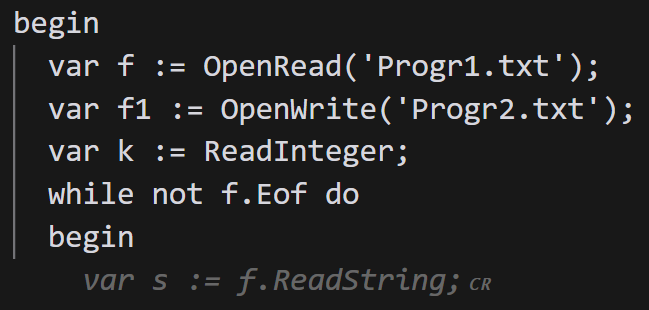 begin
var f := OpenRead('Progr1.txt');
var f1 := OpenWrite('Progr2.txt');
var k := ReadInteger;
while not f.Eof do
begin
var s := f.ReadString; CR